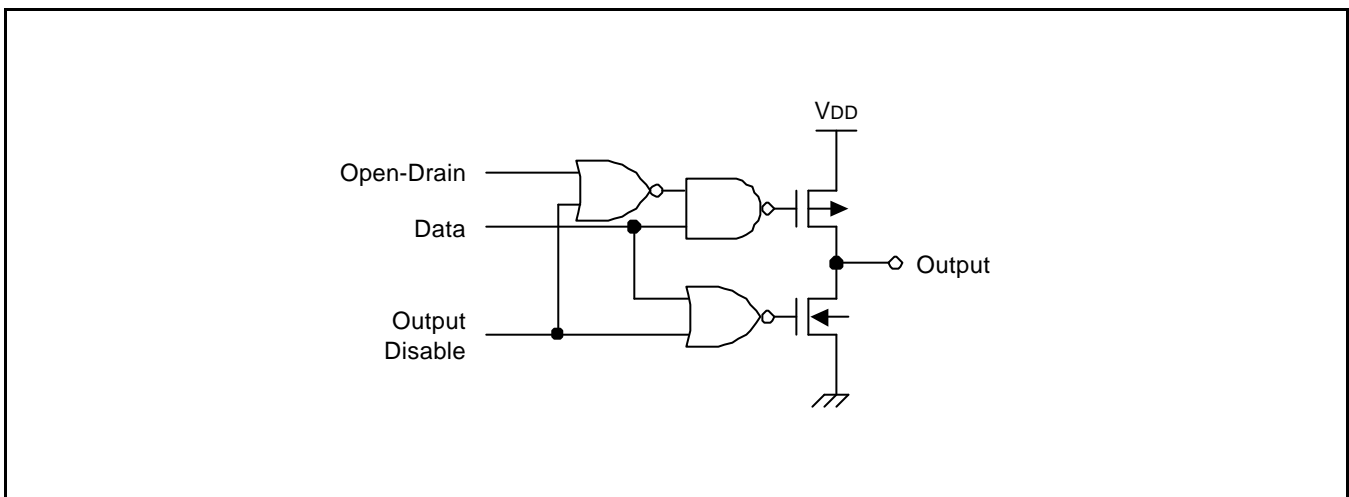 VDD
Open-Drain
Data
Output
Output
Disable